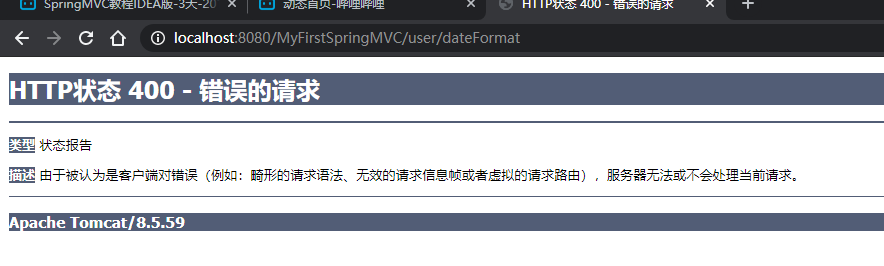 SpringMVC教程IDEA版-3天-20
动态首页-哔哩哔哩
HTTP状态 400 - 错误的请求
localhost:8080/MyFirstSpringMVC/user/dateFormat
HTTP状态 400 - 错误的请求
类型 状态报告
描述 由于被认为是客户端对错误（例如：畸形的请求语法、无效的请求信息帧或者虚拟的请求路由），服务器无法或不会处理当前请求。
Apache Tomcat/8.5.59